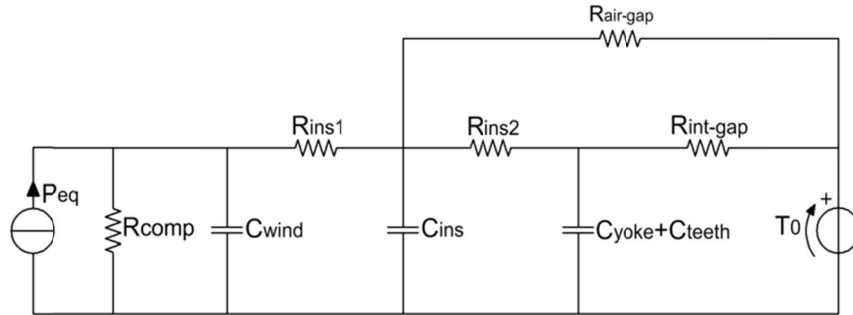 Rair-gap
Rins1
Rins2
Rint-gap
Peq
Rcomp
Cwind
Cins
Cyoke+Cteeth
T0
+